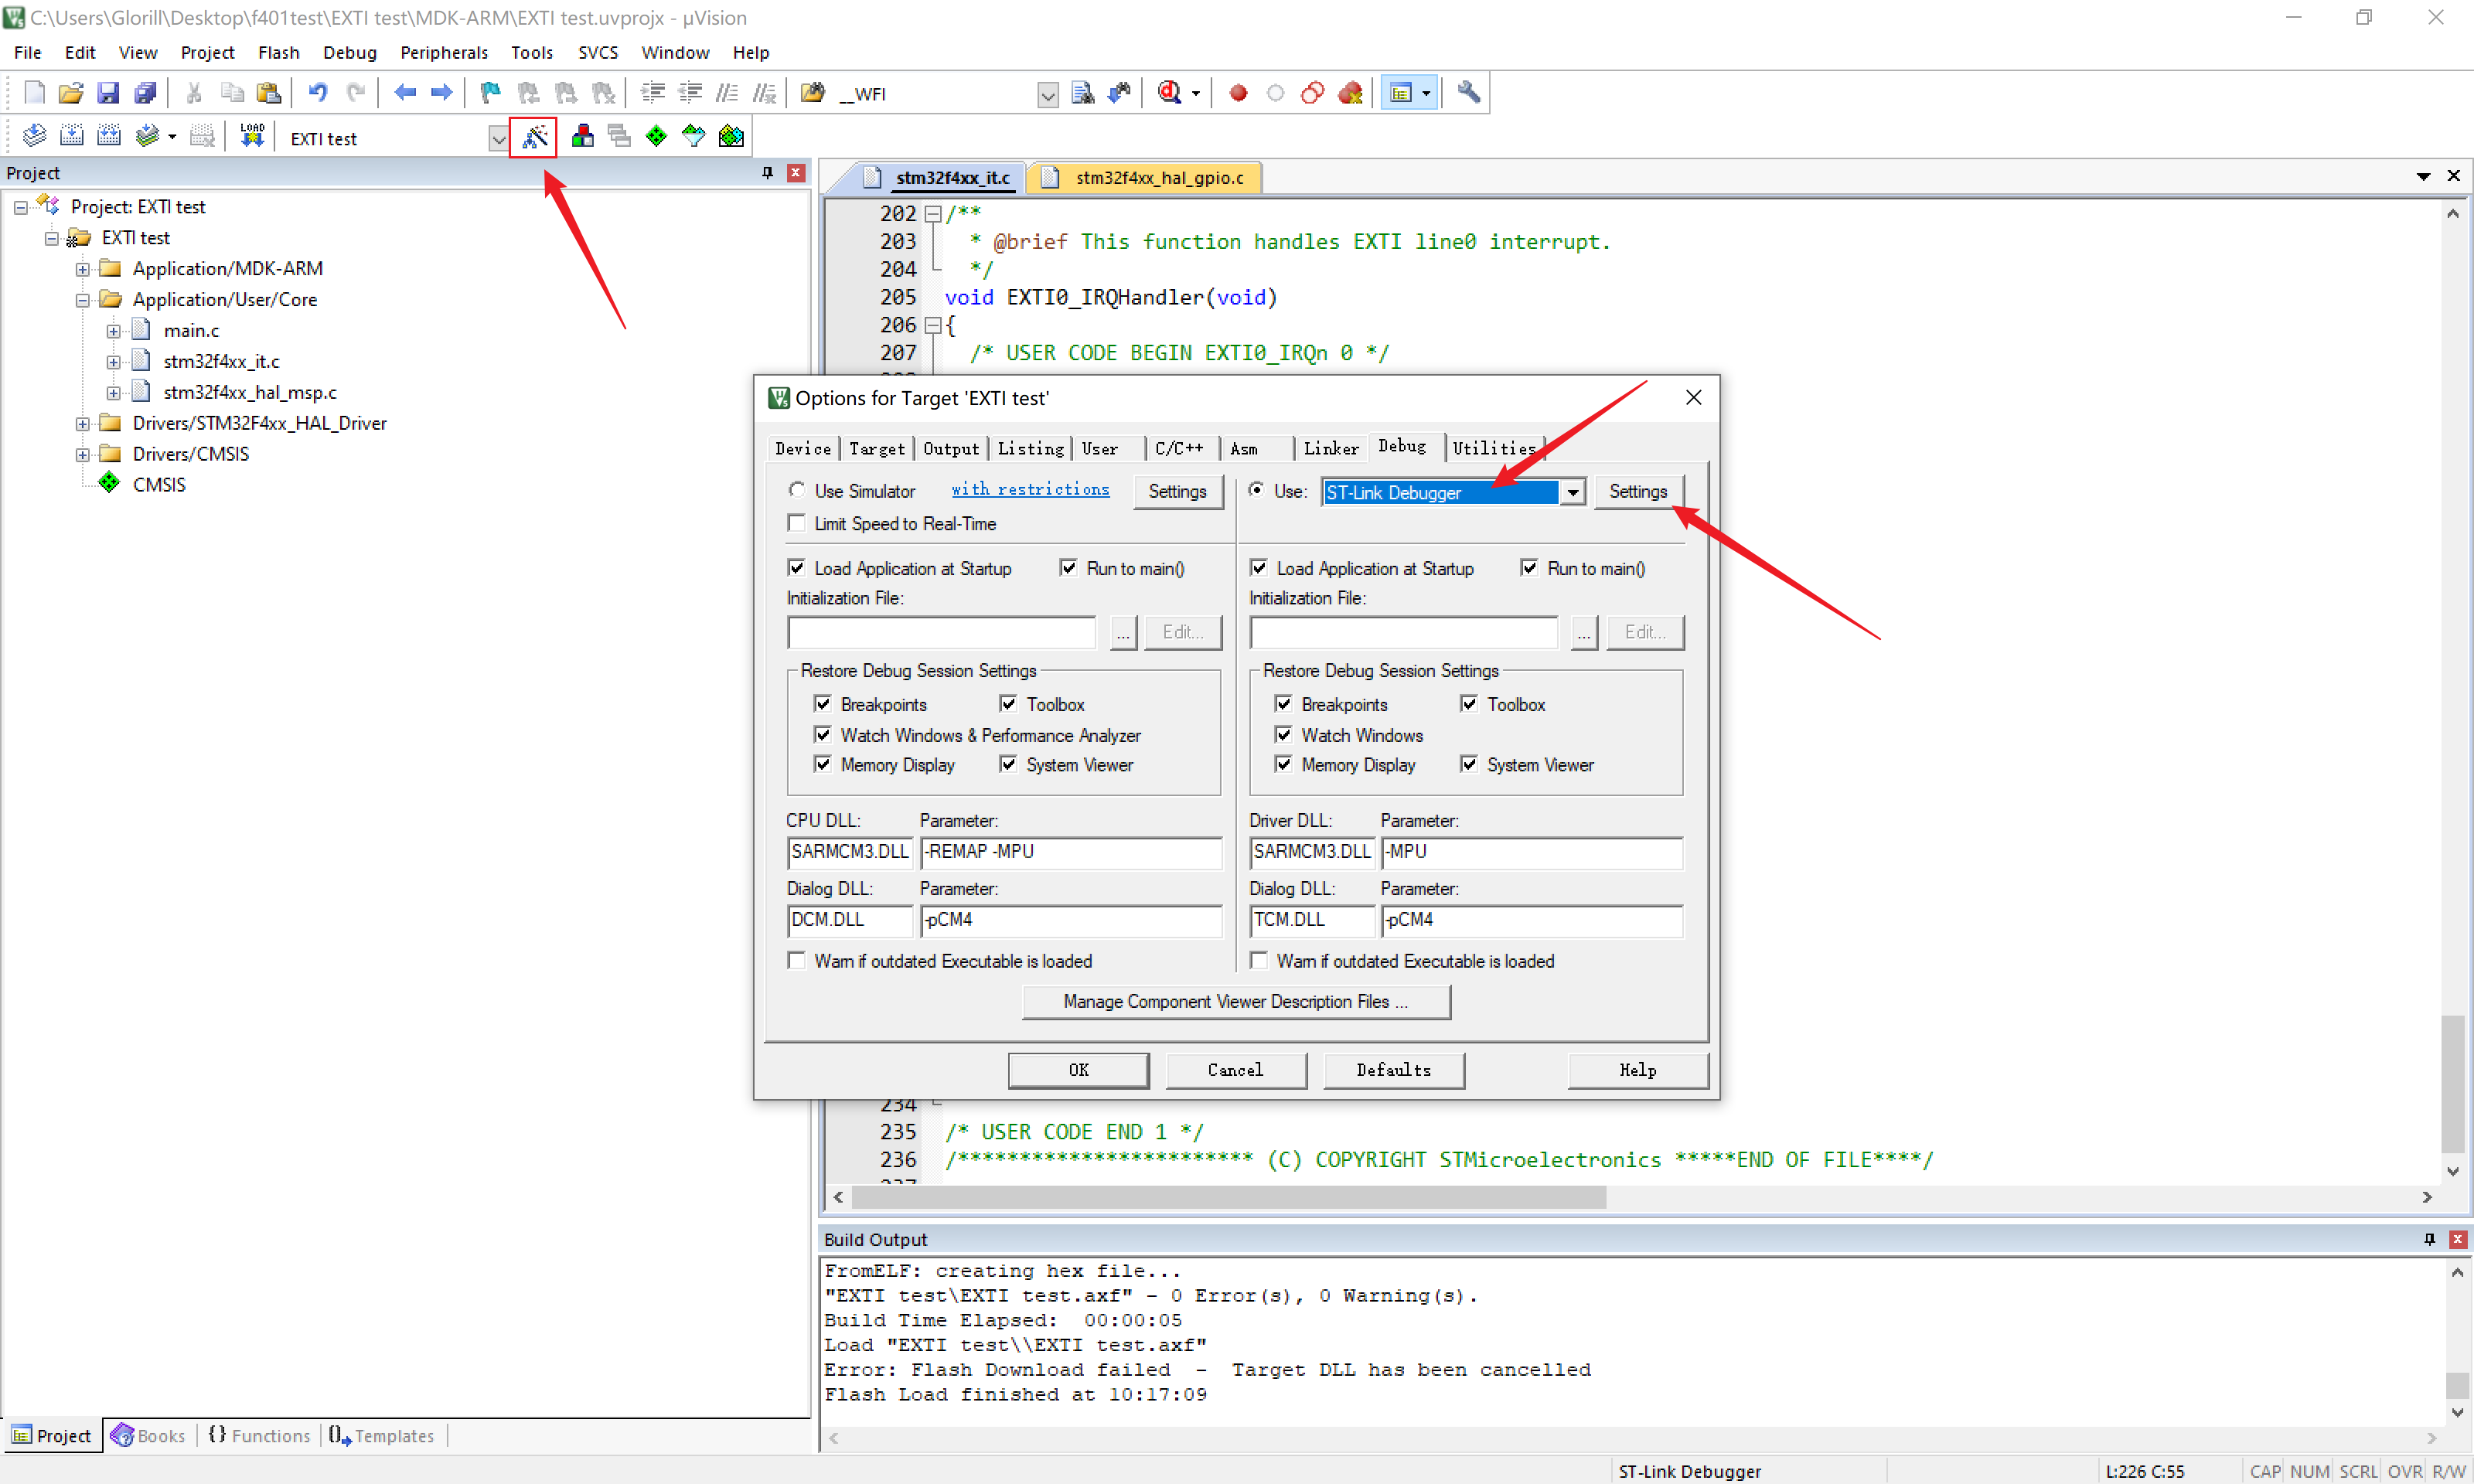 C:\Users\Glorill\Desktop\f401test\EXTI test\MDK-ARM\EXTI test.uvprojx - µVision
File Edit View Project Flash Debug Peripherals Tools SVCS Window Help
__WFI
LOAD EXTI test
Project
Project: EXTI test
EXTI test
Application/MDK-ARM
Application/User/Core
main.c
stm32f4xx_it.c
stm32f4xx_hal_msp.c
Drivers/STM32F4xx_HAL_Driver
Drivers/CMSIS
CMSIS
Project Books {} Functions Templates
stm32f4xx_it.c stm32f4xx_hal_gpio.c
202 /**
203 * @brief This function handles EXTI line0 interrupt.
204 */
205 void EXTI0_IRQHandler(void)
206 {
207 /* USER CODE BEGIN EXTI0_IRQn 0 */
Options for Target 'EXTI test'
Device Target Output Listing User C/C++ Asm Linker Debug Utilities
Use Simulator with restrictions Settings
Limit Speed to Real-Time
Load Application at Startup Run to main()
Initialization File:
... Edit...
Restore Debug Session Settings
Breakpoints Toolbox
Watch Windows & Performance Analyzer
Memory Display System Viewer
CPU DLL: Parameter:
SARMCM3.DLL -REMAP -MPU
Dialog DLL: Parameter:
DCM.DLL -pCM4
Warn if outdated Executable is loaded
Use: ST-Link Debugger Settings
Load Application at Startup Run to main()
Initialization File:
... Edit...
Restore Debug Session Settings
Breakpoints Toolbox
Watch Windows
Memory Display System Viewer
Driver DLL: Parameter:
SARMCM3.DLL -MPU
Dialog DLL: Parameter:
TCM.DLL -pCM4
Warn if outdated Executable is loaded
Manage Component Viewer Description Files ...
OK Cancel Defaults Help
234
235 /* USER CODE END 1 */
236 /************************ (C) COPYRIGHT STMicroelectronics *****END OF FILE****/
Build Output
FromELF: creating hex file...
"EXTI test\EXTI test.axf" - 0 Error(s), 0 Warning(s).
Build Time Elapsed:  00:00:05
Load "EXTI test\\EXTI test.axf"
Error: Flash Download failed  -  Target DLL has been cancelled
Flash Load finished at 10:17:09
ST-Link Debugger L:226 C:55 CAP NUM SCRL OVR R/W